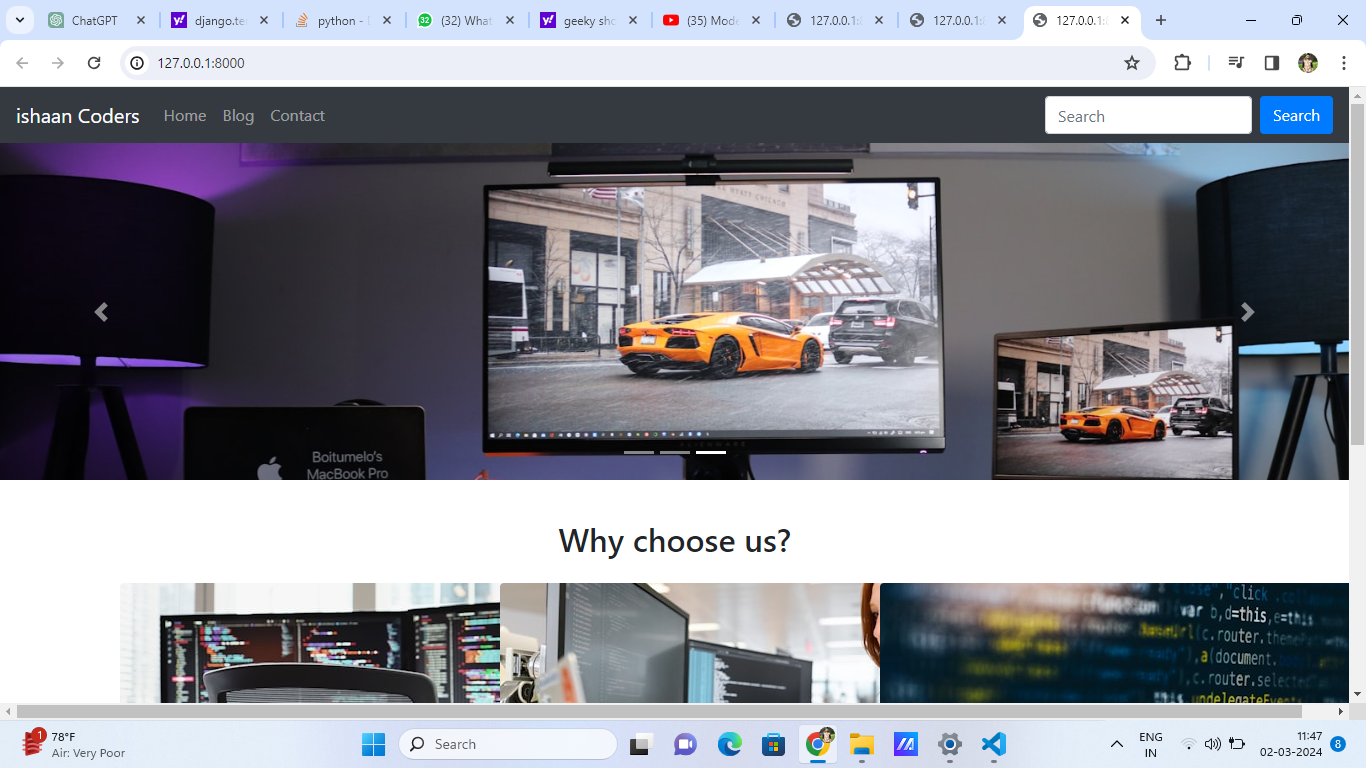 ChatGPT
django.te
python -
(32) What
geeky sho
(35) Mode
127.0.0.1:
127.0.0.1:
127.0.0.1:
127.0.0.1:8000
ishaan Coders Home Blog Contact Search Search
Boitumelo's
MacBook Pro
Why choose us?
var b,d=this,e=this
c.router.
a(document.
c.router.selected
undelegateEvents
1
78°F
Air: Very Poor
Search
ENG
IN
11:47
02-03-2024
8